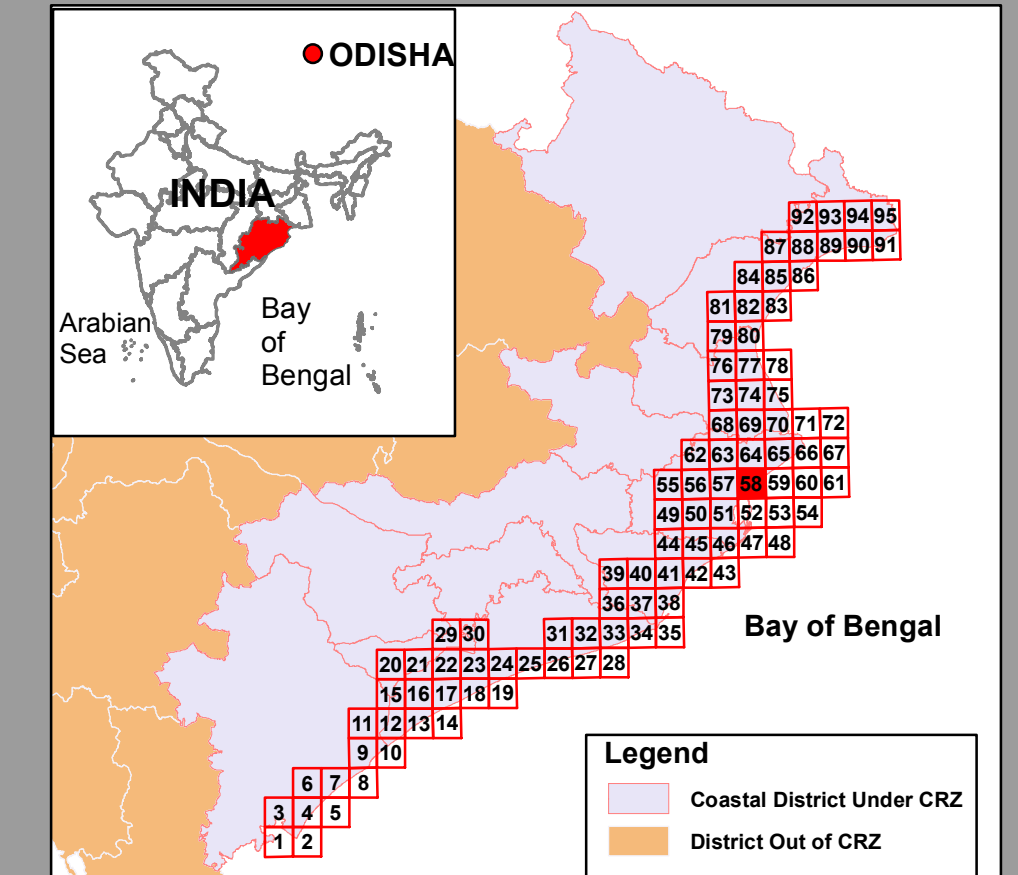 ODISHA
INDIA
Arabian
Sea
Bay
of
Bengal
92 93 94 95
87 88 89 90 91
84 85 86
81 82 83
79 80
76 77 78
73 74 75
68 69 70 71 72
62 63 64 65 66 67
55 56 57 58 59 60 61
49 50 51 52 53 54
44 45 46 47 48
39 40 41 42 43
36 37 38
Bay of Bengal
29 30 31 32 33 34 35
20 21 22 23 24 25 26 27 28
15 16 17 18 19
11 12 13 14
9 10
6 7 8
3 4 5
1 2
Legend
Coastal District Under CRZ
District Out of CRZ